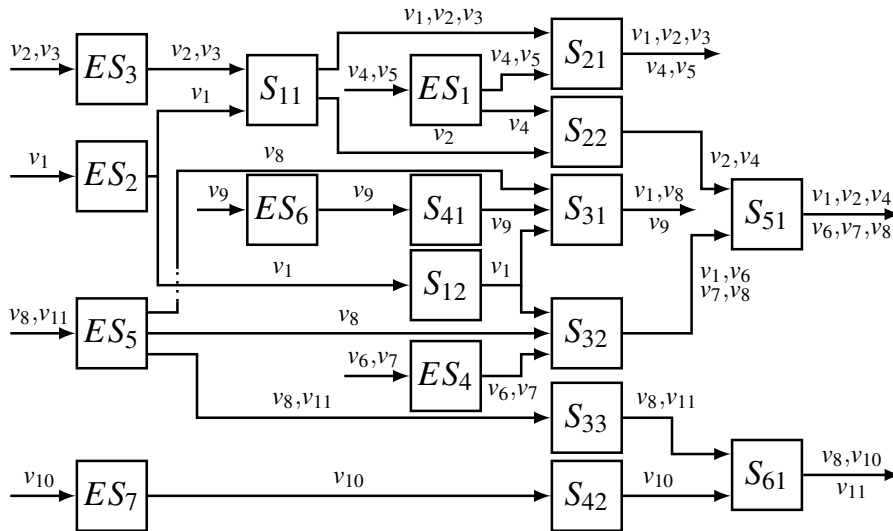 v₁,v₂,v₃
v₂,v₃
ES₃
v₂,v₃
S₁₁
v₄,v₅
ES₁
v₄,v₅
S₂₁
v₁,v₂,v₃
v₄,v₅
v₁
v₄
v₂
S₂₂
v₁
ES₂
v₈
v₂,v₄
v₉
ES₆
v₉
S₄₁
v₉
S₃₁
v₁,v₈
v₉
S₅₁
v₁,v₂,v₄
v₆,v₇,v₈
v₁
S₁₂
v₁
v₁,v₆
v₇,v₈
v₈,v₁₁
ES₅
v₈
S₃₂
v₆,v₇
ES₄
v₆,v₇
v₈,v₁₁
S₃₃
v₈,v₁₁
S₆₁
v₈,v₁₀
v₁₁
v₁₀
ES₇
v₁₀
S₄₂
v₁₀